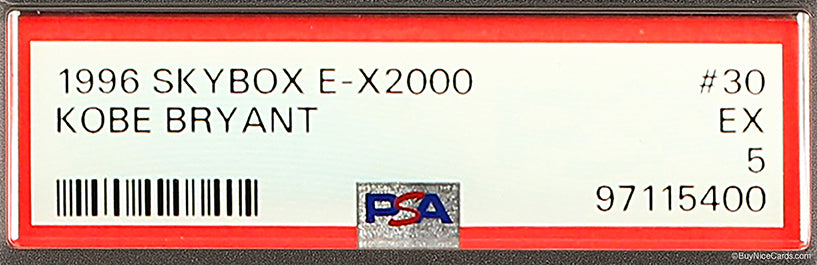 1996 SKYBOX E-X2000 #30
KOBE BRYANT EX
5
97115400
PSA
©BuyNiceCards.com